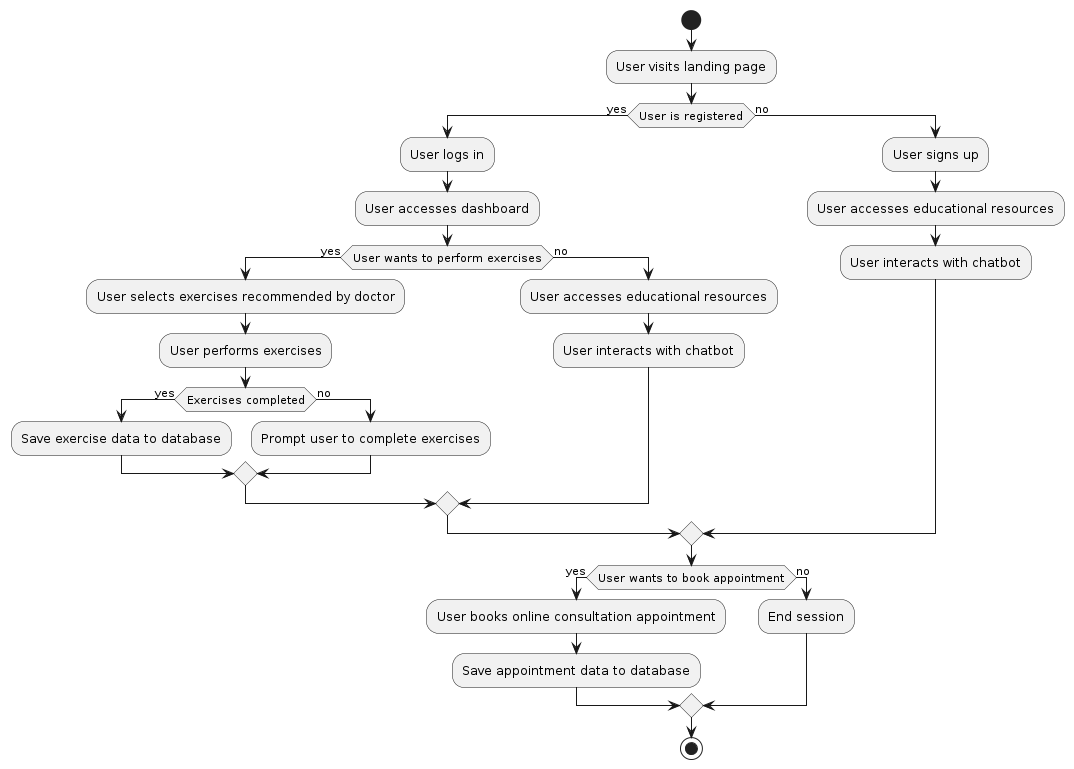 User visits landing page
yes
User is registered
no
User logs in
User signs up
User accesses dashboard
User accesses educational resources
yes
User wants to perform exercises
no
User interacts with chatbot
User selects exercises recommended by doctor
User accesses educational resources
User performs exercises
User interacts with chatbot
yes
Exercises completed
no
Save exercise data to database
Prompt user to complete exercises
yes
User wants to book appointment
no
User books online consultation appointment
End session
Save appointment data to database